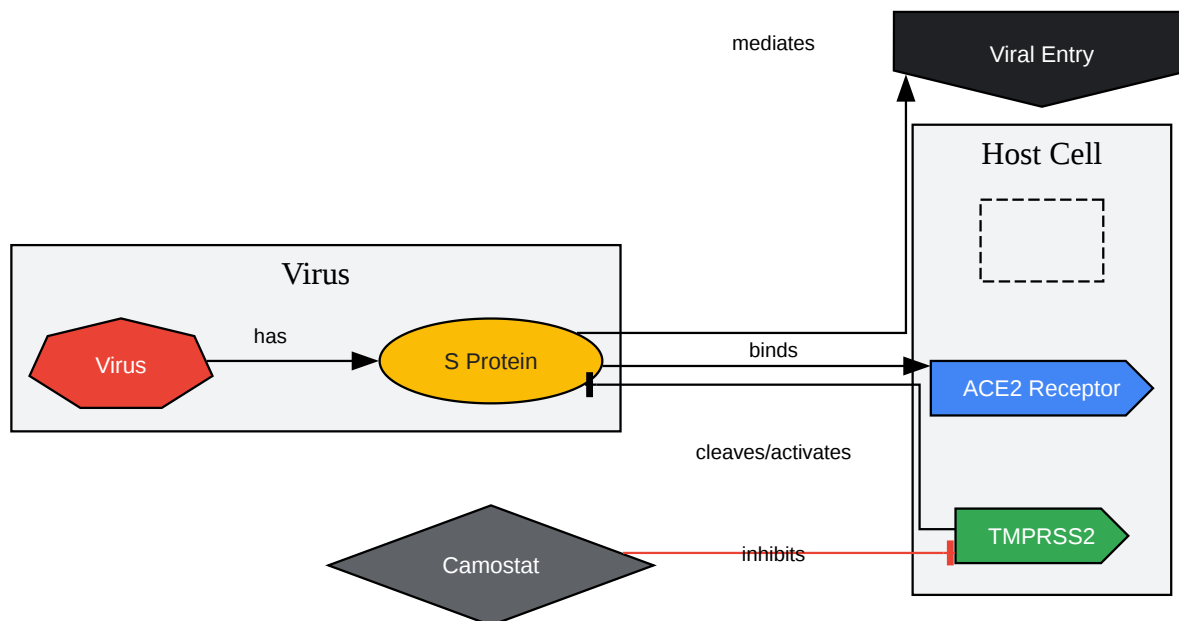 mediates
Viral Entry
Host Cell
Virus
Virus
has
S Protein
binds
ACE2 Receptor
cleaves/activates
TMPRSS2
Camostat
inhibits